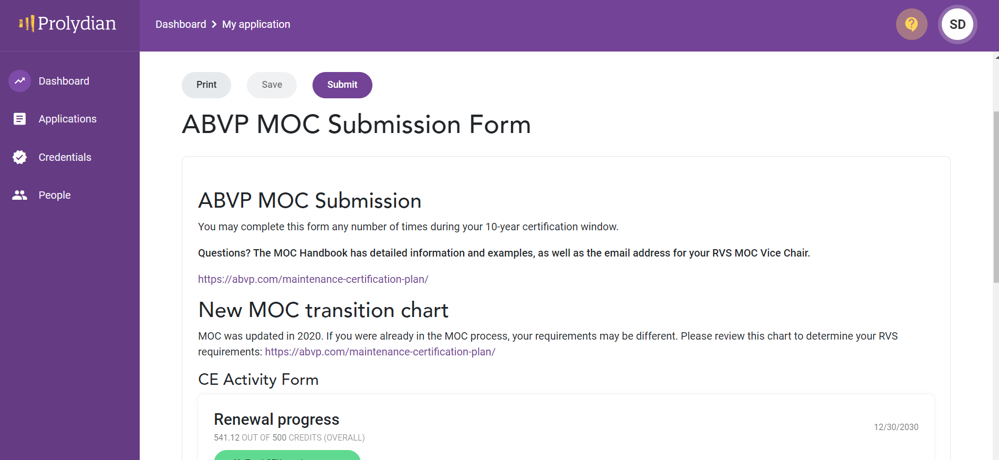 Prolydian
Dashboard > My application
?
SD
Dashboard
Applications
Credentials
People
Print
Save
Submit
ABVP MOC Submission Form
ABVP MOC Submission
You may complete this form any number of times during your 10-year certification window.
Questions? The MOC Handbook has detailed information and examples, as well as the email address for your RVS MOC Vice Chair.
https://abvp.com/maintenance-certification-plan/
New MOC transition chart
MOC was updated in 2020. If you were already in the MOC process, your requirements may be different. Please review this chart to determine your RVS
requirements: https://abvp.com/maintenance-certification-plan/
CE Activity Form
Renewal progress
12/30/2030
541.12 OUT OF 500 CREDITS (OVERALL)